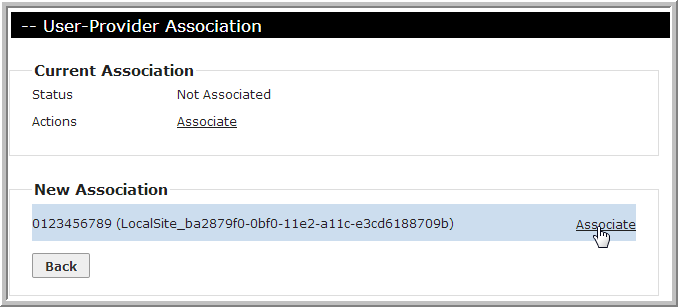 -- User-Provider Association
Current Association
Status Not Associated
Actions Associate
New Association
0123456789 (LocalSite_ba2879f0-0bf0-11e2-a11c-e3cd6188709b) Associate
Back